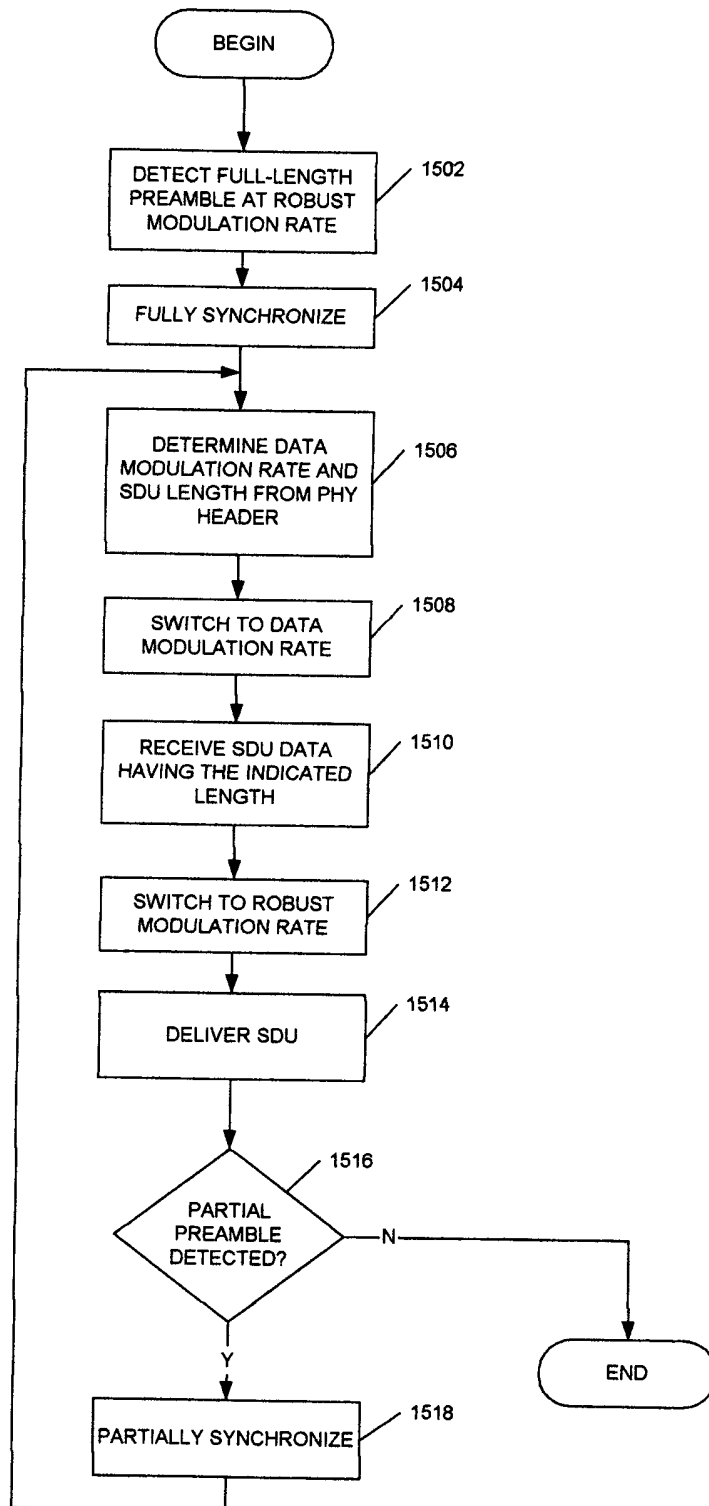 BEGIN
DETECT FULL-LENGTH
PREAMBLE AT ROBUST
MODULATION RATE
1502
FULLY SYNCHRONIZE
1504
DETERMINE DATA
MODULATION RATE AND
SDU LENGTH FROM PHY
HEADER
1506
SWITCH TO DATA
MODULATION RATE
1508
RECEIVE SDU DATA
HAVING THE INDICATED
LENGTH
1510
SWITCH TO ROBUST
MODULATION RATE
1512
DELIVER SDU
1514
PARTIAL
PREAMBLE
DETECTED?
1516
N
Y
END
PARTIALLY SYNCHRONIZE
1518